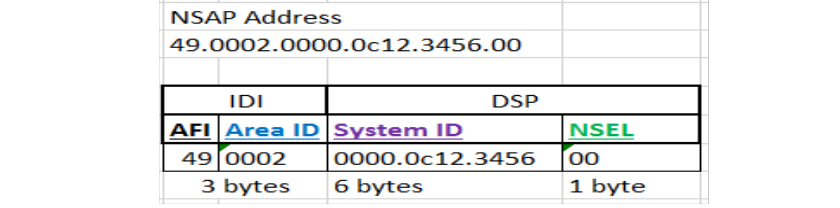 NSAP Address
49.0002.0000.0c12.3456.00
IDI DSP
AFI Area ID System ID NSEL
49 0002 0000.0c12.3456 00
3 bytes 6 bytes 1 byte